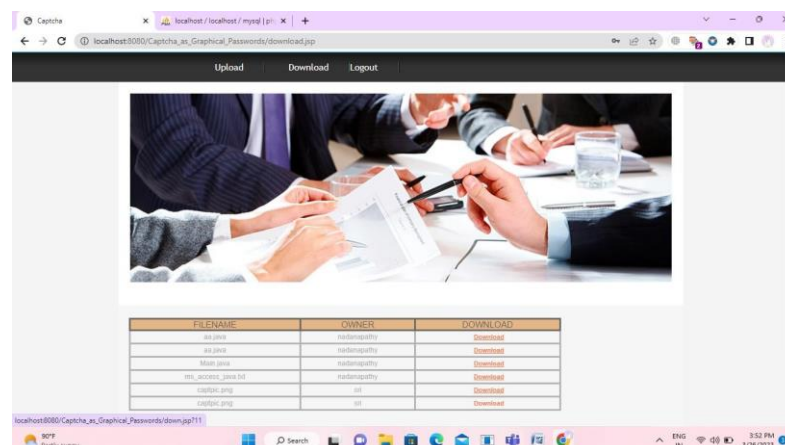 Captcha
localhost / localhost / mysql | ph
localhost:8080/Captcha_as_Graphical_Passwords/download.jsp
Upload Download Logout
FILENAME OWNER DOWNLOAD
aa.java nadanapathy Download
aa.java nadanapathy Download
Main.java nadanapathy Download
ms_access_java.txt nadanapathy Download
captpic.png sri Download
captpic.png sri Download
localhost:8080/Captcha_as_Graphical_Passwords/down.jsp?11
90°F
Search
ENG
IN
3:52 PM